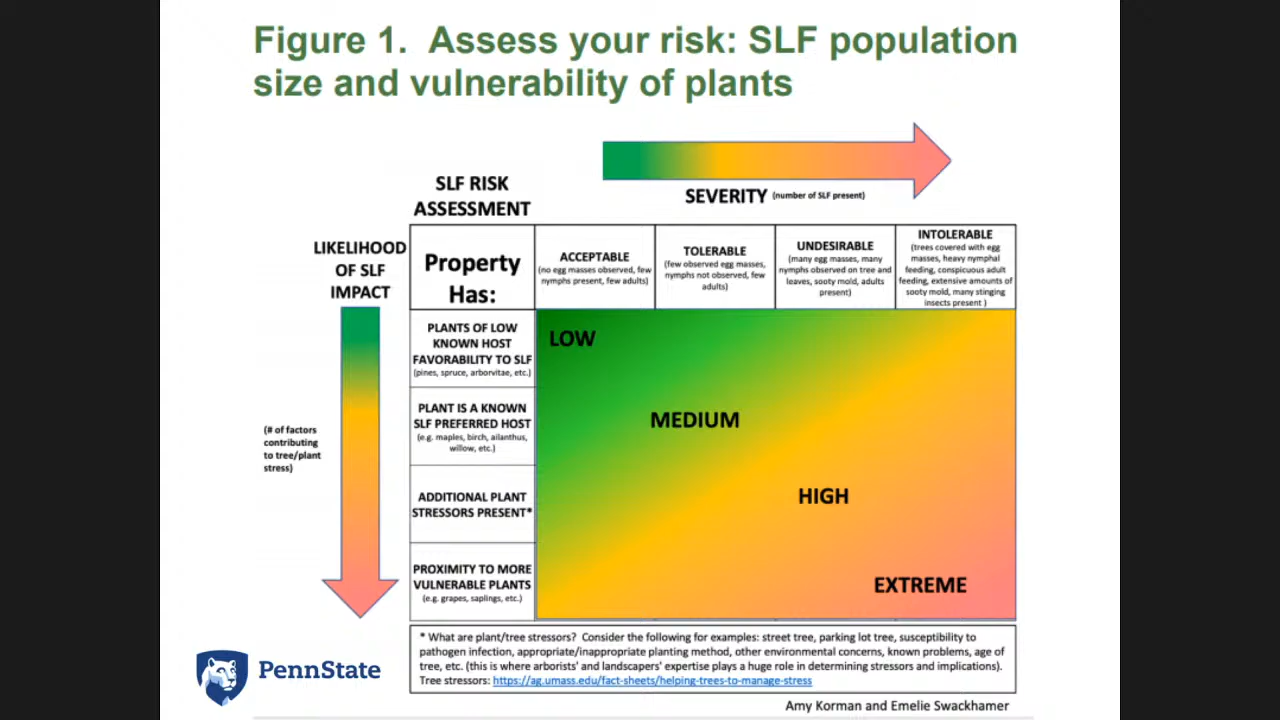 Figure 1. Assess your risk: SLF population
size and vulnerability of plants
SEVERITY (number of SLF present)
SLF RISK
ASSESSMENT
LIKELIHOOD
OF SLF
IMPACT
(# of factors
contributing
to tree/plant
stress)
Property
Has:
ACCEPTABLE
(no egg masses observed, few
nymphs present, few adults)
TOLERABLE
(few observed egg masses,
nymphs not observed, few
adults)
UNDESIRABLE
(many egg masses, many
nymphs observed on tree and
leaves, sooty mold, adults
present)
INTOLERABLE
(trees covered with egg
masses, heavy nymphal
feeding, conspicuous adult
feeding, extensive amounts of
sooty mold, many stinging
insects present )
PLANTS OF LOW
KNOWN HOST
FAVORABILITY TO SLF
(pines, spruce, arborvitae, etc.)
PLANT IS A KNOWN
SLF PREFERRED HOST
(e.g. maples, birch, ailanthus,
willow, etc.)
ADDITIONAL PLANT
STRESSORS PRESENT*
PROXIMITY TO MORE
VULNERABLE PLANTS
(e.g. grapes, saplings, etc.)
LOW
MEDIUM
HIGH
EXTREME
* What are plant/tree stressors? Consider the following for examples: street tree, parking lot tree, susceptibility to
pathogen infection, appropriate/inappropriate planting method, other environmental concerns, known problems, age of
tree, etc. (this is where arborists' and landscapers' expertise plays a huge role in determining stressors and implications).
Tree stressors: https://ag.umass.edu/fact-sheets/helping-trees-to-manage-stress
PennState
Amy Korman and Emelie Swackhamer